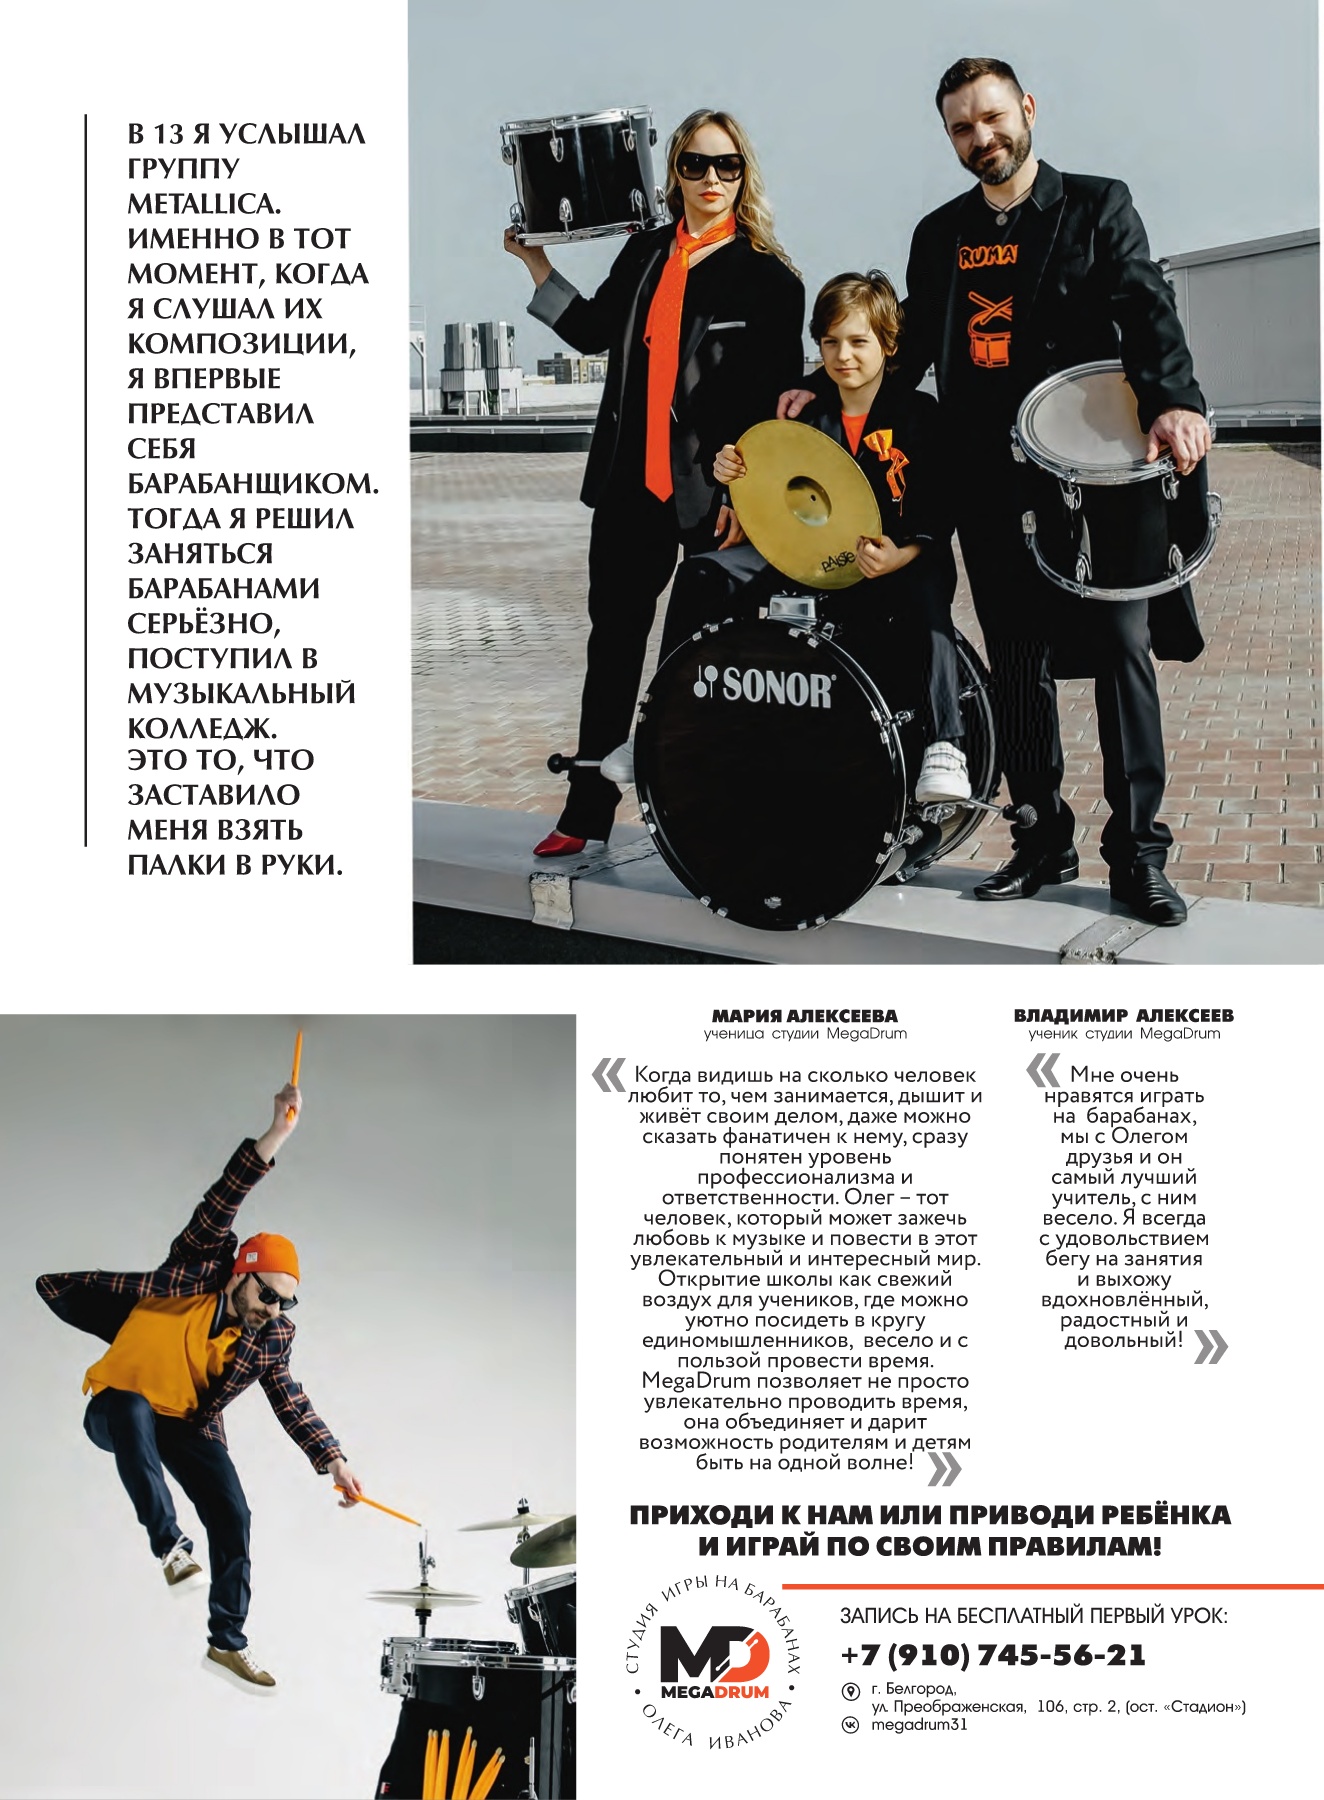 В 13 Я УСЛЫШАЛ
ГРУППУ
METALLICA.
ИМЕННО В ТОТ
МОМЕНТ, КОГДА
Я СЛУШАЛ ИХ
КОМПОЗИЦИИ,
Я ВПЕРВЫЕ
ПРЕДСТАВИЛ
СЕБЯ
БАРАБАНЩИКОМ.
ТОГДА Я РЕШИЛ
ЗАНЯТЬСЯ
БАРАБАНАМИ
СЕРЬЁЗНО,
ПОСТУПИЛ В
МУЗЫКАЛЬНЫЙ
КОЛЛЕДЖ.
ЭТО ТО, ЧТО
ЗАСТАВИЛО
МЕНЯ ВЗЯТЬ
ПАЛКИ В РУКИ.
RUMA
PAISTE
SONOR
МАРИЯ АЛЕКСЕЕВА
ученица студии MegaDrum
« Когда видишь на сколько человек
любит то, чем занимается, дышит и
живёт своим делом, даже можно
сказать фанатичен к нему, сразу
понятен уровень
профессионализма и
ответственности. Олег – тот
человек, который может зажечь
любовь к музыке и повести в этот
увлекательный и интересный мир.
Открытие школы как свежий
воздух для учеников, где можно
уютно посидеть в кругу
единомышленников, весело и с
пользой провести время.
MegaDrum позволяет не просто
увлекательно проводить время,
она объединяет и дарит
возможность родителям и детям
быть на одной волне! »
ВЛАДИМИР АЛЕКСЕЕВ
ученик студии MegaDrum
« Мне очень
нравятся играть
на барабанах,
мы с Олегом
друзья и он
самый лучший
учитель, с ним
весело. Я всегда
с удовольствием
бегу на занятия
и выхожу
вдохновлённый,
радостный и
довольный! »
ПРИХОДИ К НАМ ИЛИ ПРИВОДИ РЕБЁНКА
И ИГРАЙ ПО СВОИМ ПРАВИЛАМ!
СТУДИЯ ИГРЫ НА БАРАБАНАХ
MD
MEGADRUM
• ОЛЕГА ИВАНОВА •
ЗАПИСЬ НА БЕСПЛАТНЫЙ ПЕРВЫЙ УРОК:
+7 (910) 745-56-21
г. Белгород,
ул. Преображенская, 106, стр. 2, (ост. «Стадион»)
megadrum31